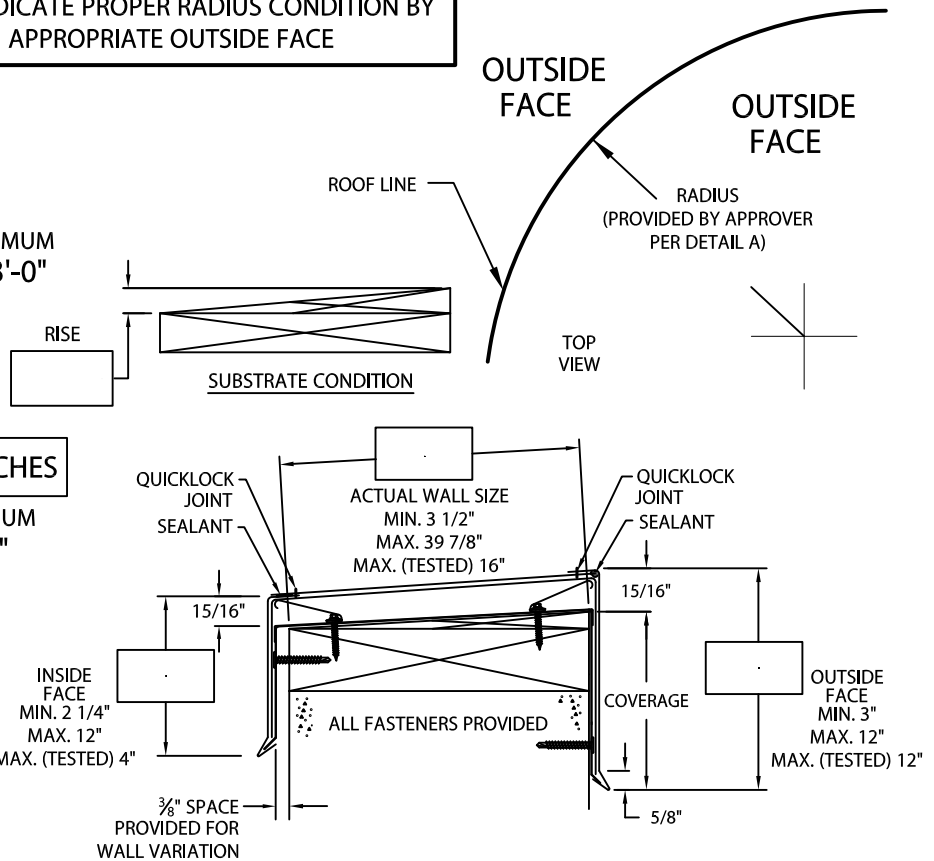 APPROPRIATE OUTSIDE FACE
PROPER RADIUS CONDITION BY
OUTSIDE
FACE
OUTSIDE
FACE
ROOF LINE
RADIUS
(PROVIDED BY APPROVER
PER DETAIL A)
RISE
SUBSTRATE CONDITION
TOP
VIEW
QUICKLOCK
JOINT
SEALANT
ACTUAL WALL SIZE
MIN. 3 1/2"
MAX. 39 7/8"
MAX. (TESTED) 16"
QUICKLOCK
JOINT
SEALANT
15/16"
15/16"
INSIDE
FACE
MIN. 2 1/4"
MAX. 12"
MAX. (TESTED) 4"
ALL FASTENERS PROVIDED
COVERAGE
OUTSIDE
FACE
MIN. 3"
MAX. 12"
MAX. (TESTED) 12"
3/8" SPACE
PROVIDED FOR
WALL VARIATION
5/8"